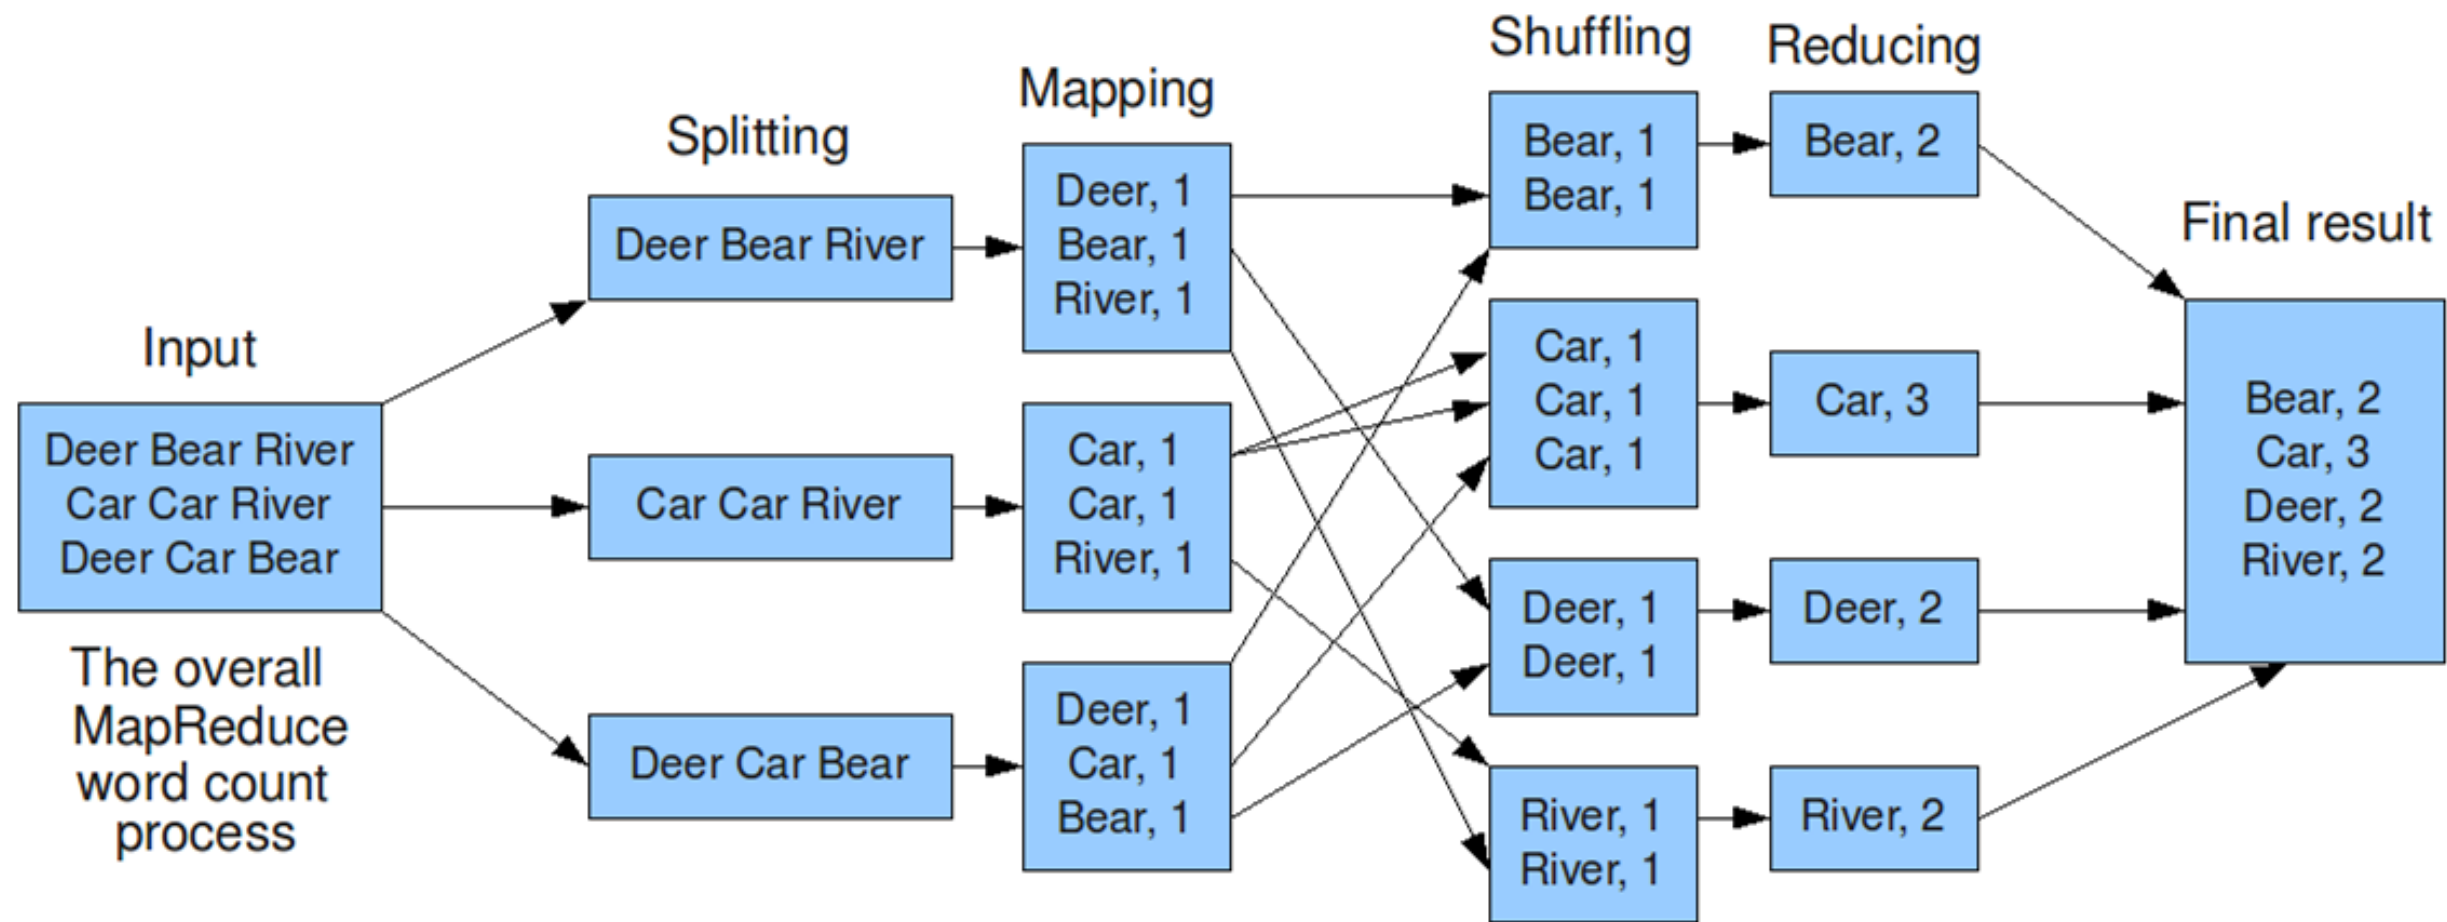 Input
Deer Bear River
Car Car River
Deer Car Bear
The overall
MapReduce
word count
process
Splitting
Deer Bear River
Car Car River
Deer Car Bear
Mapping
Deer, 1
Bear, 1
River, 1
Car, 1
Car, 1
River, 1
Deer, 1
Car, 1
Bear, 1
Shuffling
Bear, 1
Bear, 1
Car, 1
Car, 1
Car, 1
Deer, 1
Deer, 1
River, 1
River, 1
Reducing
Bear, 2
Car, 3
Deer, 2
River, 2
Final result
Bear, 2
Car, 3
Deer, 2
River, 2